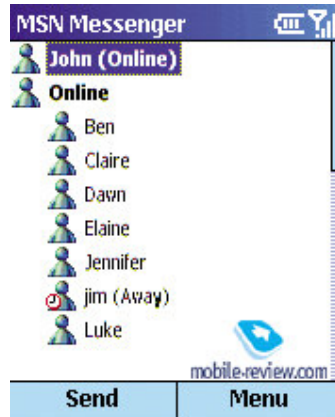 MSN Messenger
John (Online)
Online
Ben
Claire
Dawn
Elaine
Jennifer
jim (Away)
Luke
mobile-review.com
Send Menu